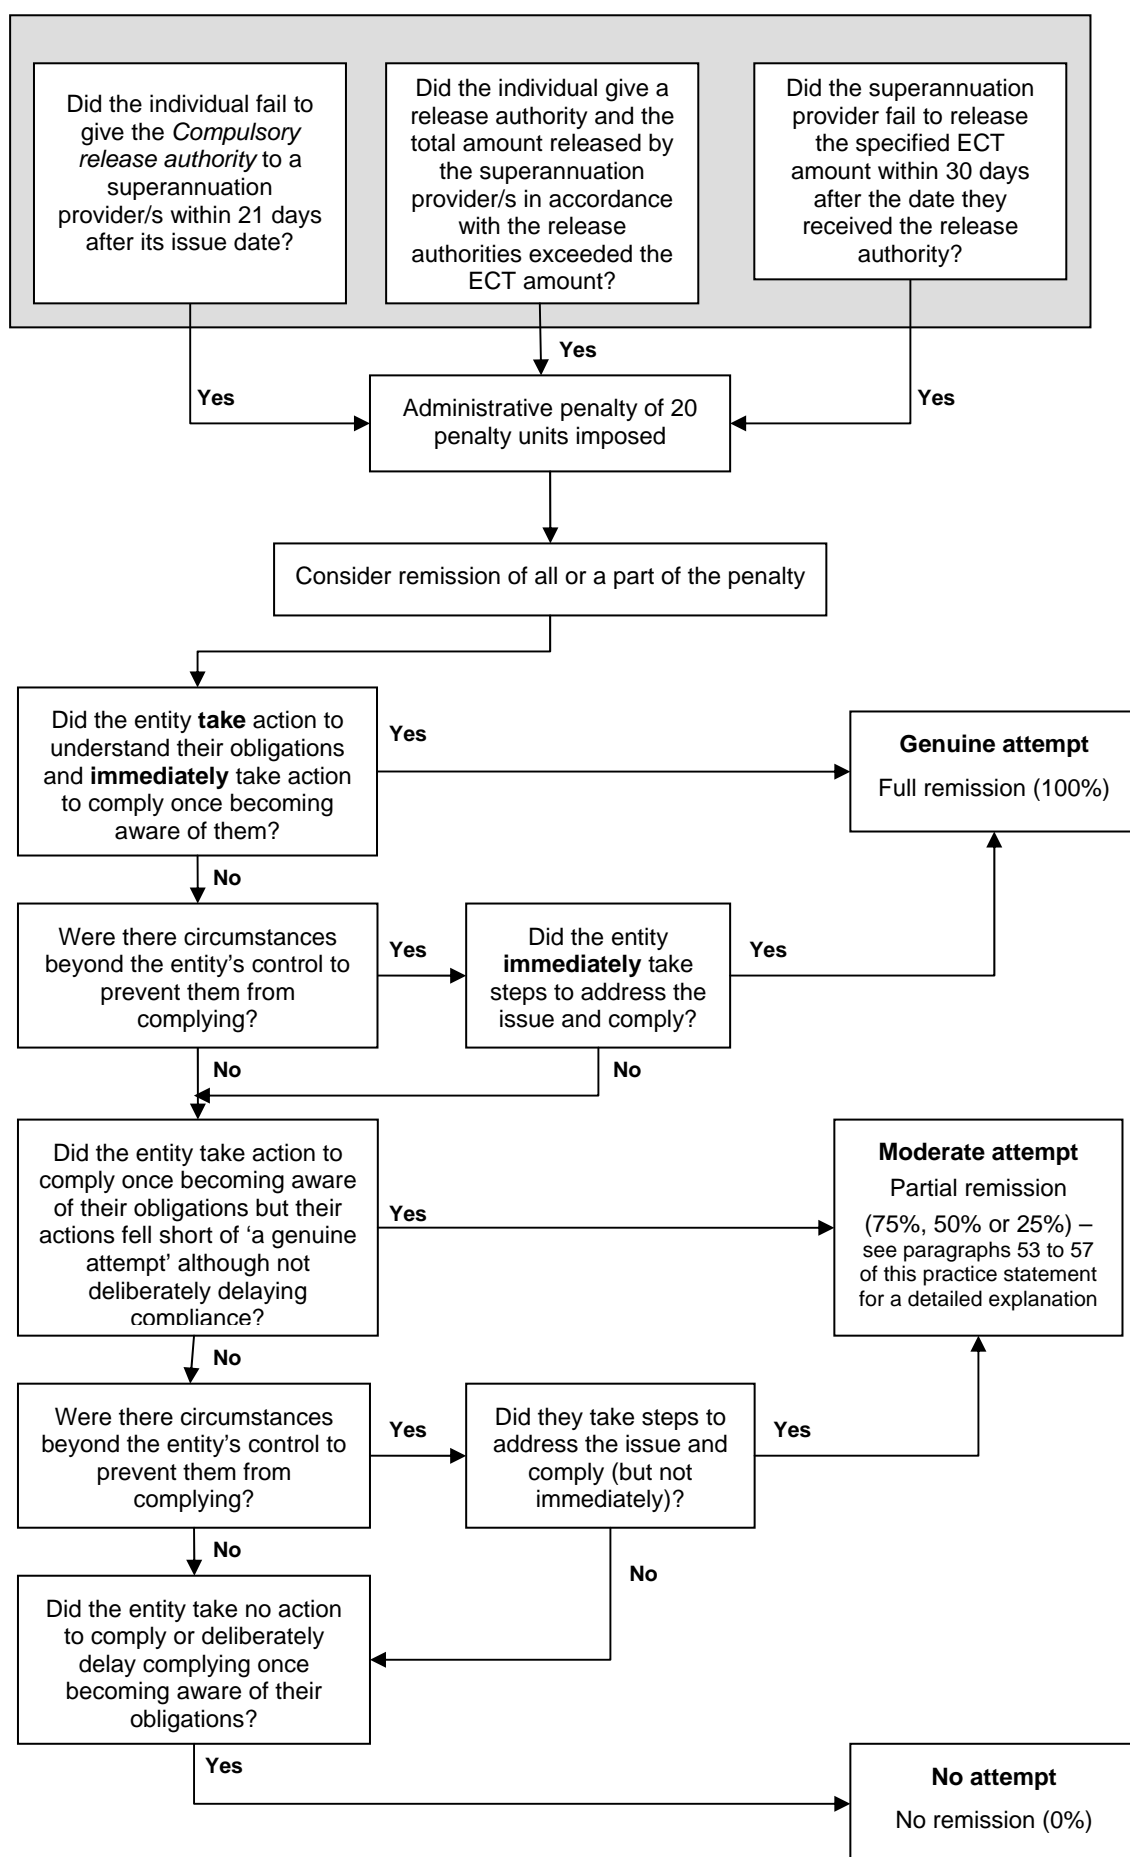 Did the individual fail to
give the Compulsory
release authority to a
superannuation
provider/s within 21 days
after its issue date?
Did the individual give a
release authority and the
total amount released by
the superannuation
provider/s in accordance
with the release
authorities exceeded the
ECT amount?
Did the superannuation
provider fail to release
the specified ECT
amount within 30 days
after the date they
received the release
authority?
Yes
Yes
Yes
Administrative penalty of 20
penalty units imposed
Consider remission of all or a part of the penalty
Did the entity take action to
understand their obligations
and immediately take action
to comply once becoming
aware of them?
Yes
Genuine attempt
Full remission (100%)
No
Were there circumstances
beyond the entity's control to
prevent them from
complying?
Yes
Did the entity
immediately take
steps to address the
issue and comply?
Yes
No
No
Did the entity take action to
comply once becoming aware
of their obligations but their
actions fell short of 'a genuine
attempt' although not
deliberately delaying
compliance?
Yes
Moderate attempt
Partial remission
(75%, 50% or 25%) –
see paragraphs 53 to 57
of this practice statement
for a detailed explanation
No
Were there circumstances
beyond the entity's control to
prevent them from
complying?
Yes
Did they take steps to
address the issue and
comply (but not
immediately)?
Yes
No
No
Did the entity take no action
to comply or deliberately
delay complying once
becoming aware of their
obligations?
Yes
No attempt
No remission (0%)